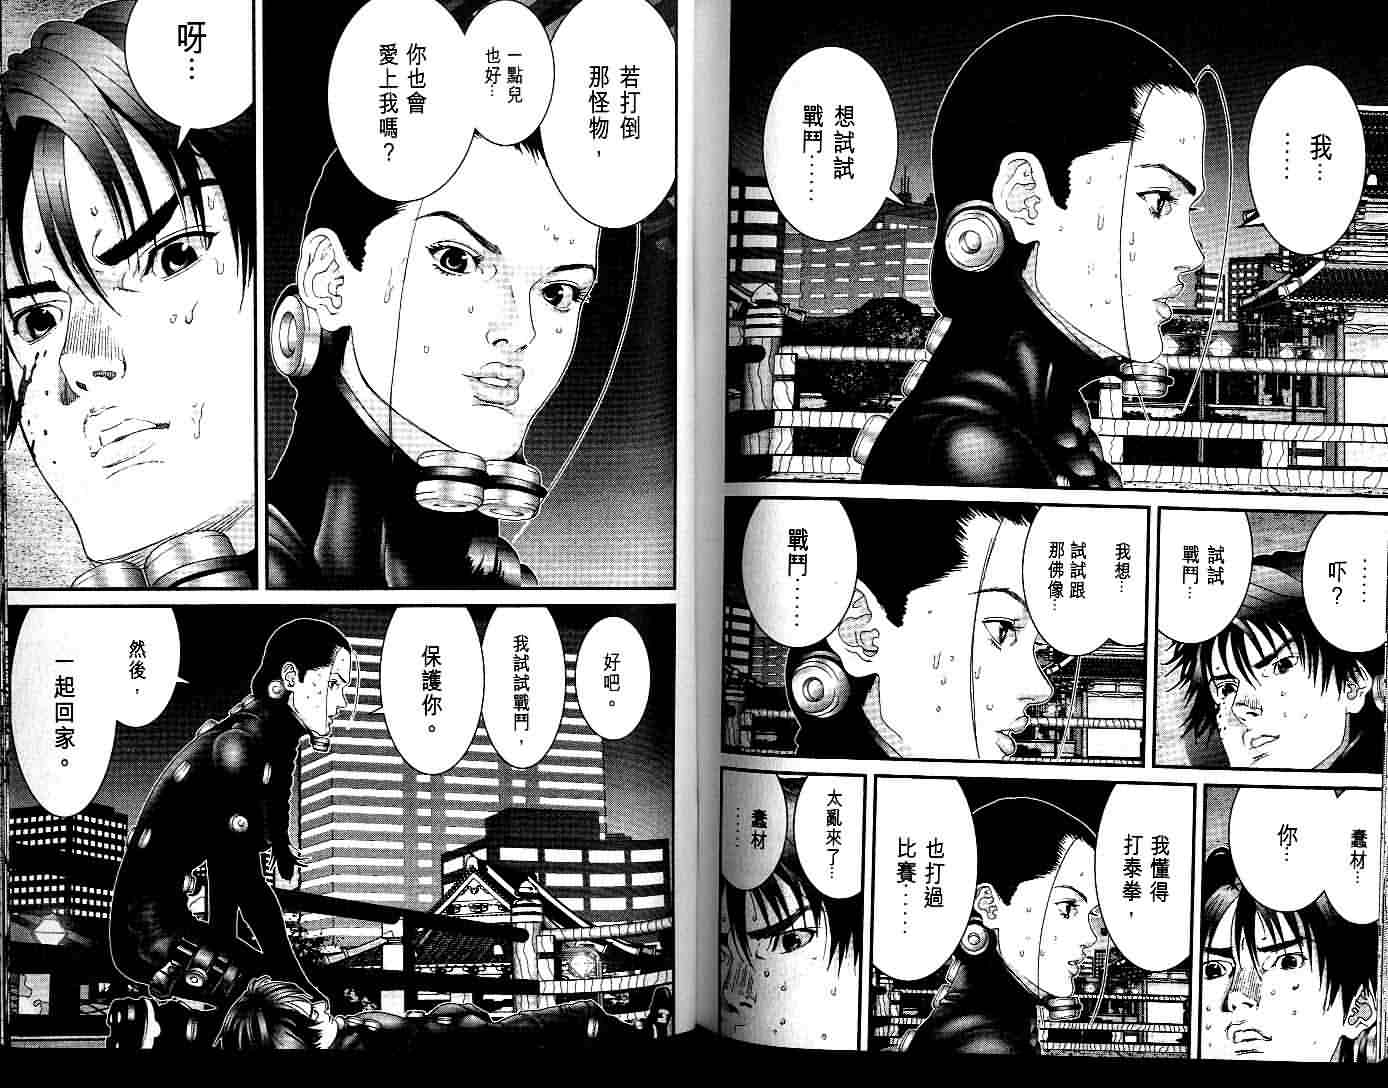 我…
……
想試試
戰鬥……
……
吓？
試試
戰鬥…
我想…
試試跟
那佛像…
戰鬥……
蠢材…
你…
我懂得
打泰拳，
也打過
比賽……
太亂來了…
蠢材
……
若打倒
那怪物，
一點兒
也好…
你也會
愛上我嗎？
呀…
好吧。
我試試戰鬥，
保護你。
然後，
一起回家。